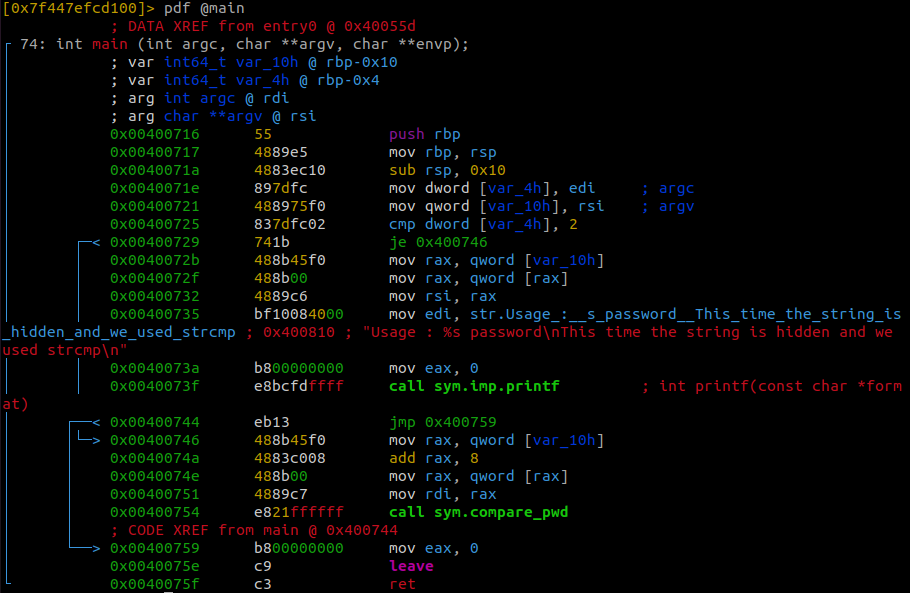 [0x7f447efcd100]> pdf @main
; DATA XREF from entry0 @ 0x40055d
74: int main (int argc, char **argv, char **envp);
; var int64_t var_10h @ rbp-0x10
; var int64_t var_4h @ rbp-0x4
; arg int argc @ rdi
; arg char **argv @ rsi
0x00400716 55 push rbp
0x00400717 4889e5 mov rbp, rsp
0x0040071a 4883ec10 sub rsp, 0x10
0x0040071e 897dfc mov dword [var_4h], edi ; argc
0x00400721 488975f0 mov qword [var_10h], rsi ; argv
0x00400725 837dfc02 cmp dword [var_4h], 2
< 0x00400729 741b je 0x400746
0x0040072b 488b45f0 mov rax, qword [var_10h]
0x0040072f 488b00 mov rax, qword [rax]
0x00400732 4889c6 mov rsi, rax
0x00400735 bf10084000 mov edi, str.Usage_:__s_password__This_time_the_string_is
_hidden_and_we_used_strcmp ; 0x400810 ; "Usage : %s password\nThis time the string is hidden and we
used strcmp\n"
0x0040073a b800000000 mov eax, 0
0x0040073f e8bcfdffff call sym.imp.printf ; int printf(const char *form
at)
< 0x00400744 eb13 jmp 0x400759
> 0x00400746 488b45f0 mov rax, qword [var_10h]
0x0040074a 4883c008 add rax, 8
0x0040074e 488b00 mov rax, qword [rax]
0x00400751 4889c7 mov rdi, rax
0x00400754 e821ffffff call sym.compare_pwd
; CODE XREF from main @ 0x400744
> 0x00400759 b800000000 mov eax, 0
0x0040075e c9 leave
0x0040075f c3 ret